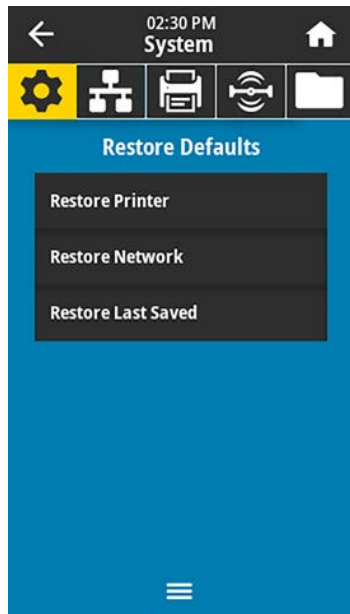 02:30 PM
System
Restore Defaults
Restore Printer
Restore Network
Restore Last Saved